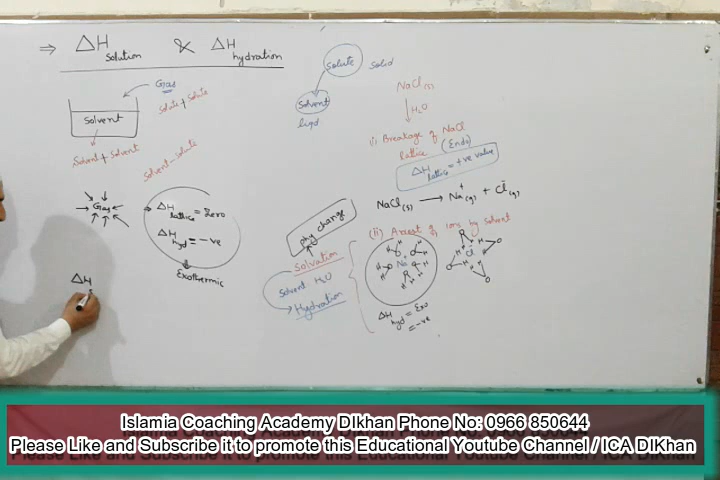 ⇒ ΔH solution & ΔH hydration
Gas
Solvent
Solute + Solute
Solvent + Solvent
Solvent-Solute
Gas
⇒ ΔH lattice = Zero
ΔH hyd = -ve
Exothermic
ΔH
Solute Solid
Solvent
liqd
NaCl(s)
H₂O
(i) Breakage of NaCl
lattice (Endo)
ΔH lattice = +ve value
NaCl(s) → Na⁺(g) + Cl⁻(g)
phy change
(ii) Arrest of ions by solvent
Solvation
Solvent H₂O
Hydration
Na
Cl
ΔH hyd = Exo
= -ve
Islamia Coaching Academy DIkhan Phone No: 0966 850644
Please Like and Subscribe it to promote this Educational Youtube Channel / ICA DIKhan